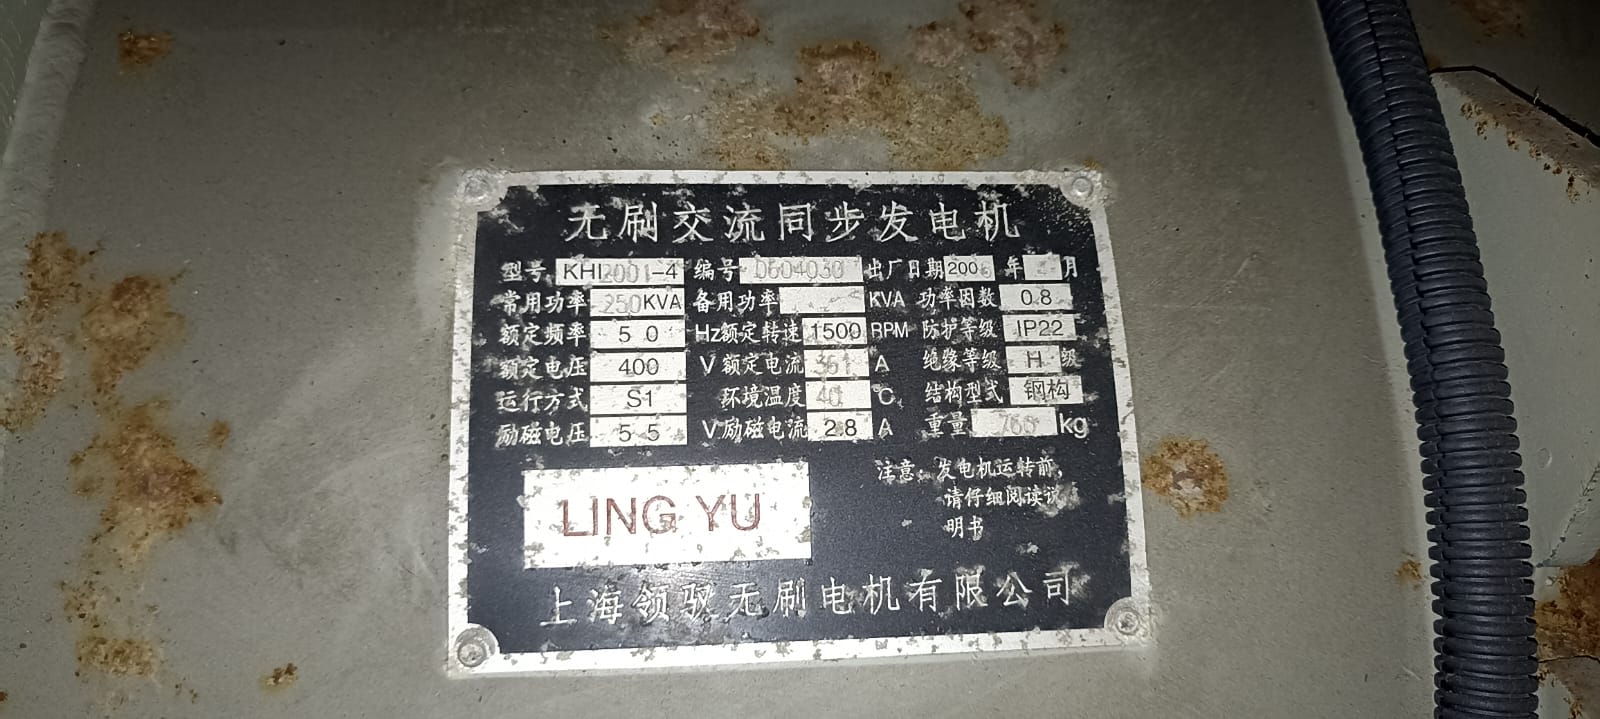 无刷交流同步发电机
型号 KHI2001-4 编号 D604030 出厂日期 200 年 月
常用功率 250KVA 备用功率 KVA 功率因数 0.8
额定频率 50 Hz 额定转速 1500 RPM 防护等级 IP22
额定电压 400 V 额定电流 361 A 绝缘等级 H 级
运行方式 S1 环境温度 40 °C 结构型式 钢构
励磁电压 55 V 励磁电流 2.8 A 重量 kg
LING YU
注意：发电机运转前，
请仔细阅读说
明书
上海领驭无刷电机有限公司